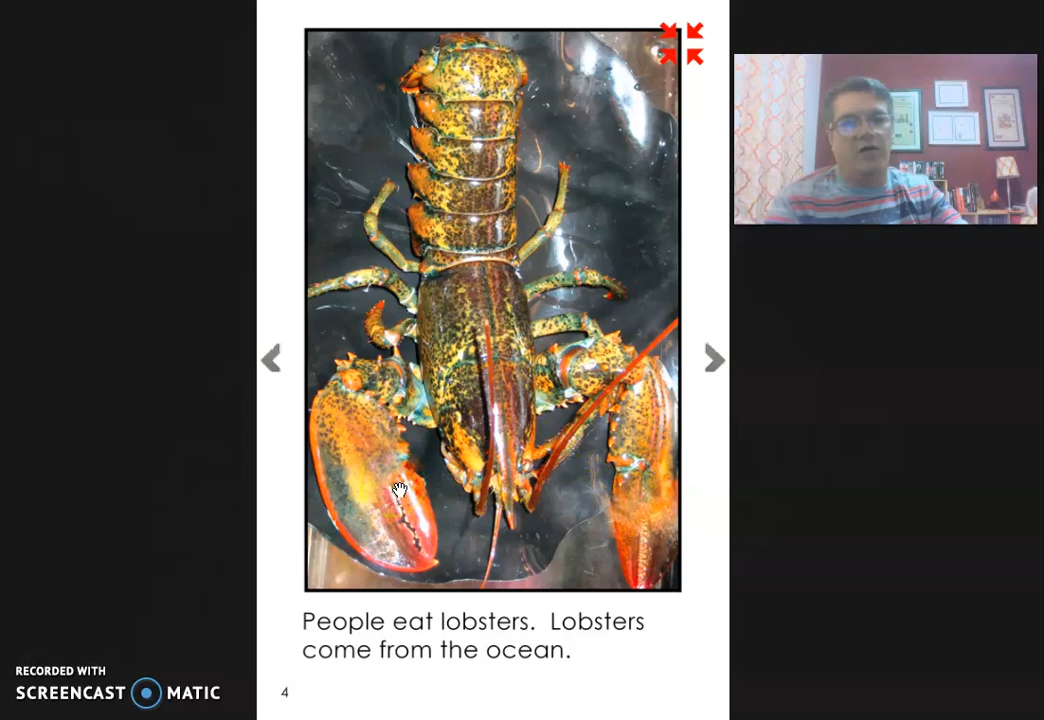 People eat lobsters. Lobsters
come from the ocean.
4
RECORDED WITH
SCREENCAST MATIC